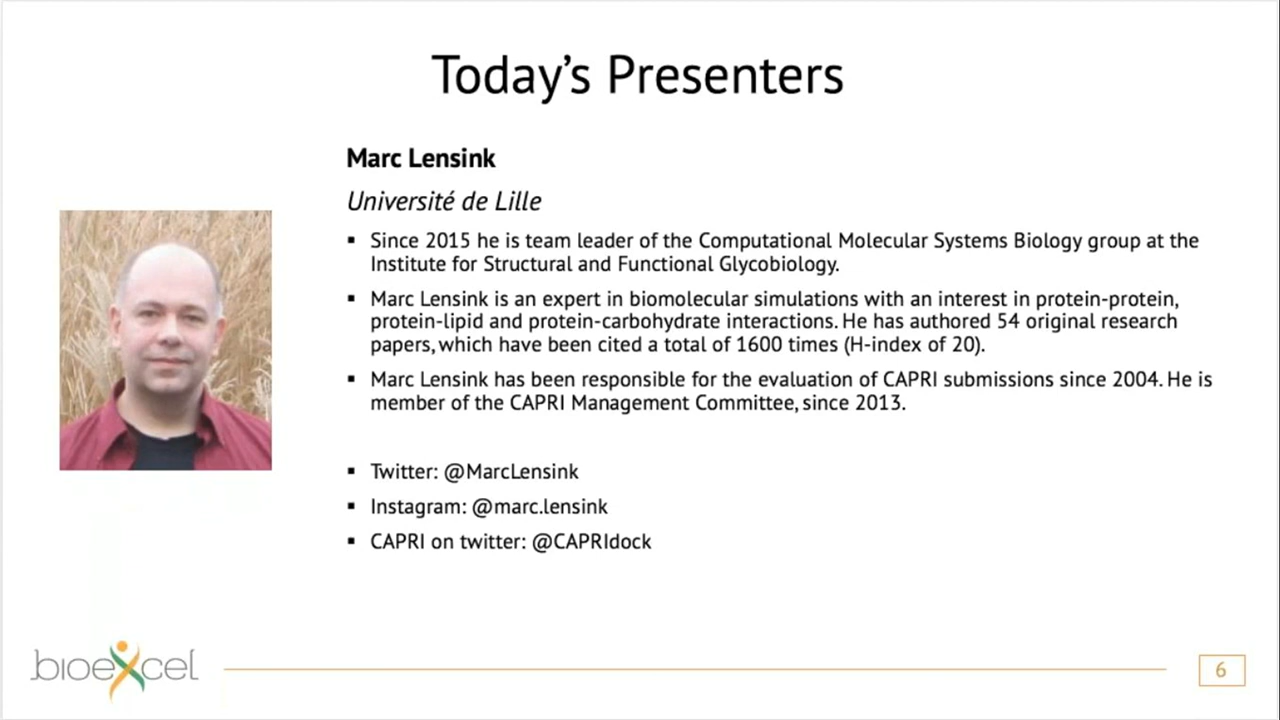 Today's Presenters
Marc Lensink
Université de Lille
▪ Since 2015 he is team leader of the Computational Molecular Systems Biology group at the
Institute for Structural and Functional Glycobiology.
▪ Marc Lensink is an expert in biomolecular simulations with an interest in protein-protein,
protein-lipid and protein-carbohydrate interactions. He has authored 54 original research
papers, which have been cited a total of 1600 times (H-index of 20).
▪ Marc Lensink has been responsible for the evaluation of CAPRI submissions since 2004. He is
member of the CAPRI Management Committee, since 2013.
▪ Twitter: @MarcLensink
▪ Instagram: @marc.lensink
▪ CAPRI on twitter: @CAPRIdock
bioexcel
6